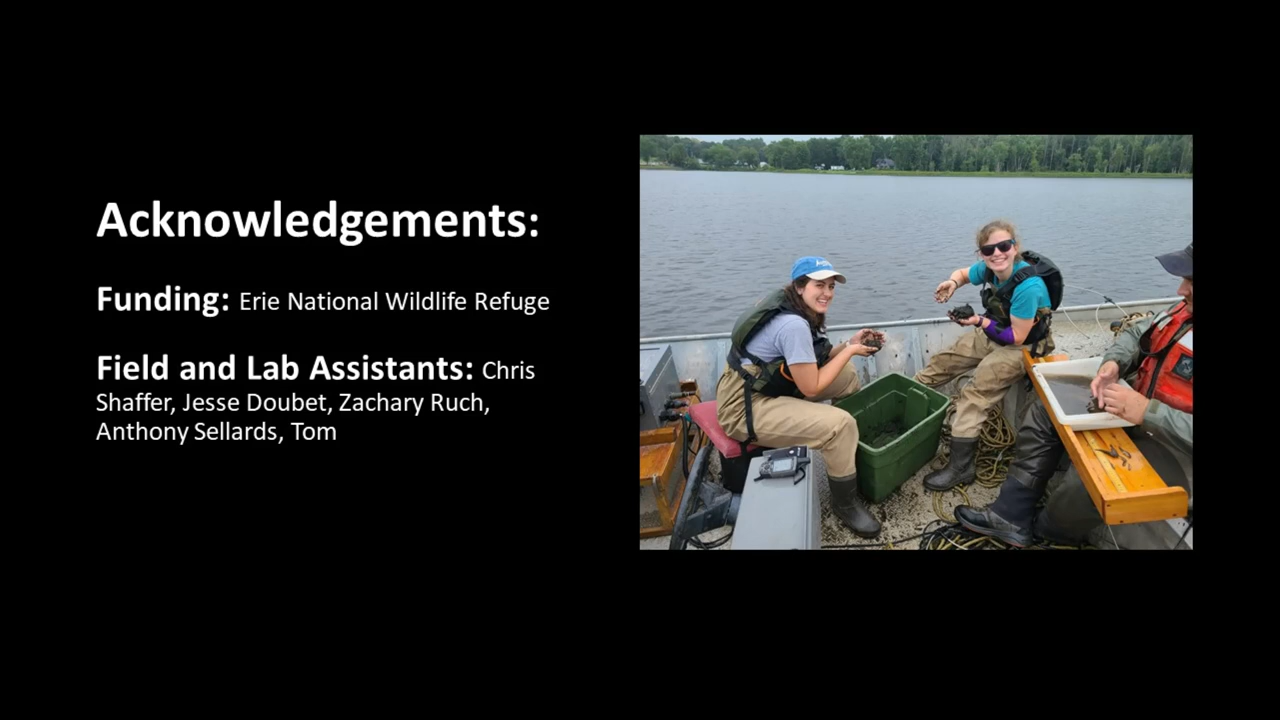 Acknowledgements:
Funding: Erie National Wildlife Refuge
Field and Lab Assistants: Chris
Shaffer, Jesse Doubet, Zachary Ruch,
Anthony Sellards, Tom